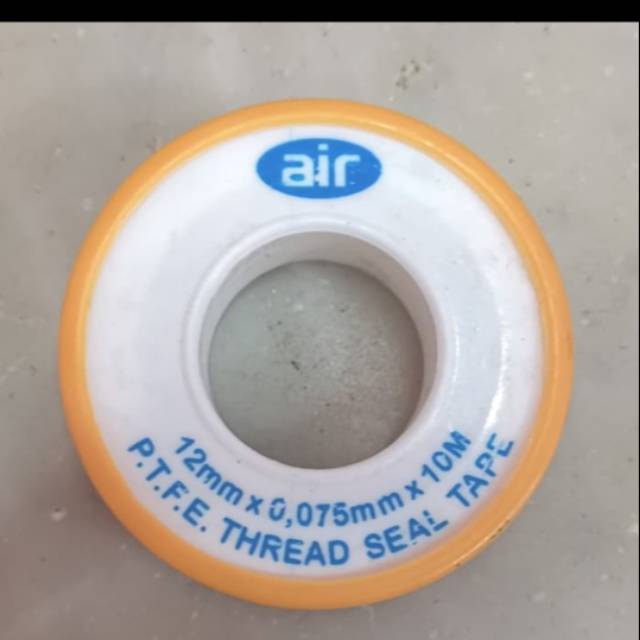 air
12mm x 0,075mm x 10M
P.T.F.E. THREAD SEAL TAPE